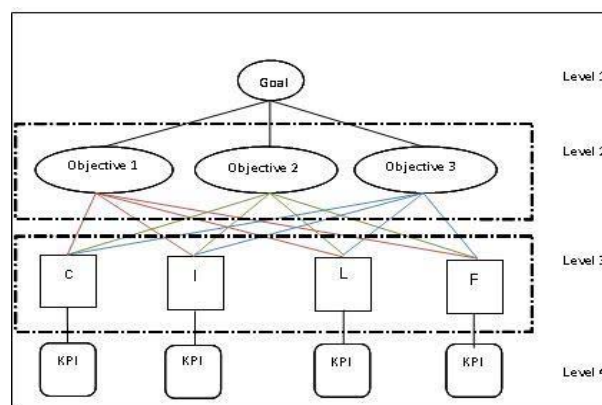 Goal
Level 1
Objective 1
Objective 2
Objective 3
Level 2
C
I
L
F
Level 3
KPI
KPI
KPI
KPI
Level 4